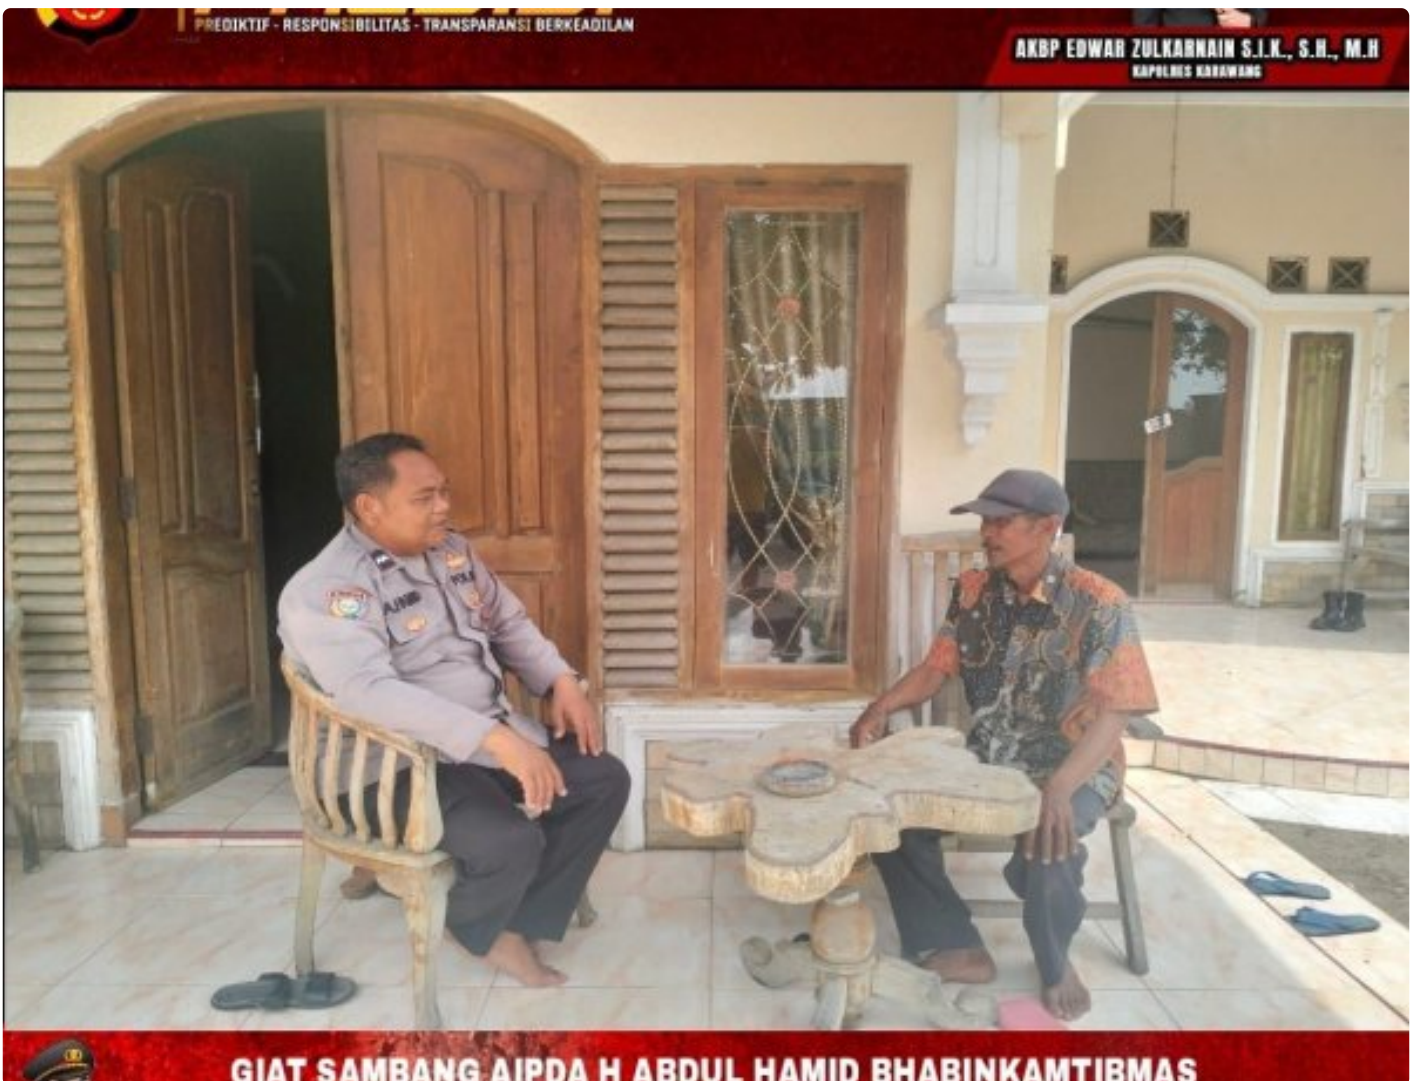 PREDIKTIF - RESPONSIBILITAS - TRANSPARANSI BERKEADILAN
AKBP EDWAR ZULKARNAIN S.I.K., S.H., M.H
KAPOLRES KARAWANG
GIAT SAMBANG AIPDA H ABDUL HAMID BHABINKAMTIBMAS